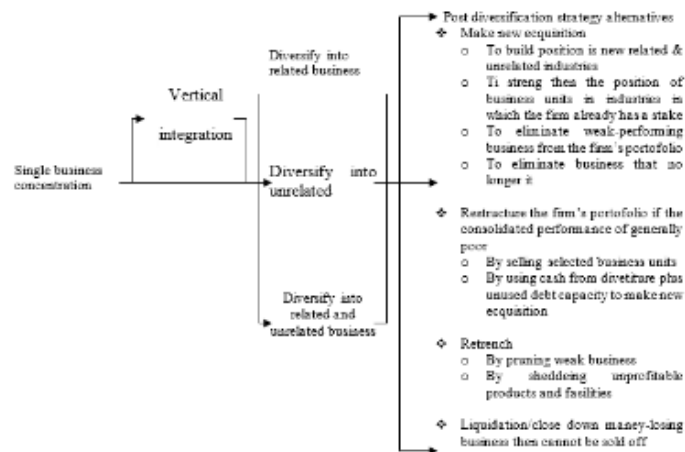 Single business
concentration
Vertical
integration
Diversify into
related business
Diversify into
unrelated
Diversify into
related and
unrelated business
Post diversification strategy alternatives
❖ Make new ecquisition
o To build position is new related &
unrelated industries
o Ti streng then the position of
business units in industries in
which the firm already has a stake
o To eliminate weak-performing
business from the firm's portofolio
o To eliminate business that no
longer it
❖ Restructure the firm's portofolio if the
consolidated performance of generally
poor
o By selling selected business units
o By using cash from divetiture plus
unused debt capacity to make new
ecquisition
❖ Retrench
o By pruning weak business
o By sheddeing unprofitable
products and facilities
❖ Liquidation/close down maney-losing
business then cannot be sold off